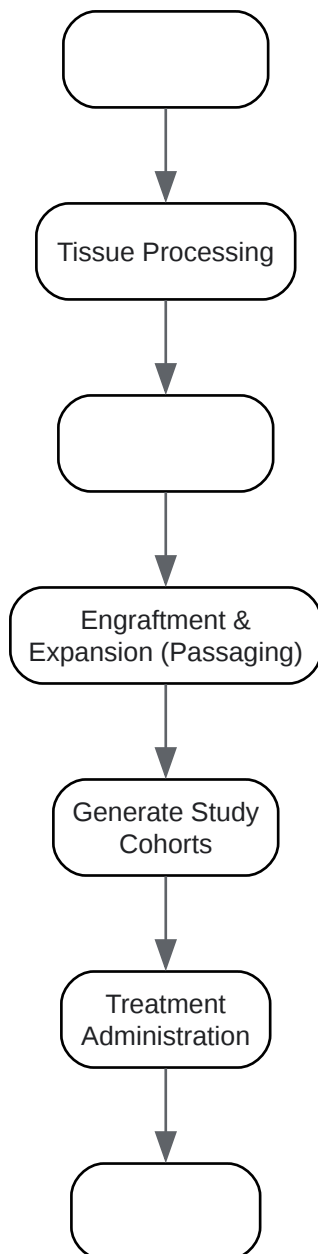 Tissue Processing
Engraftment &
Expansion (Passaging)
Generate Study
Cohorts
Treatment
Administration